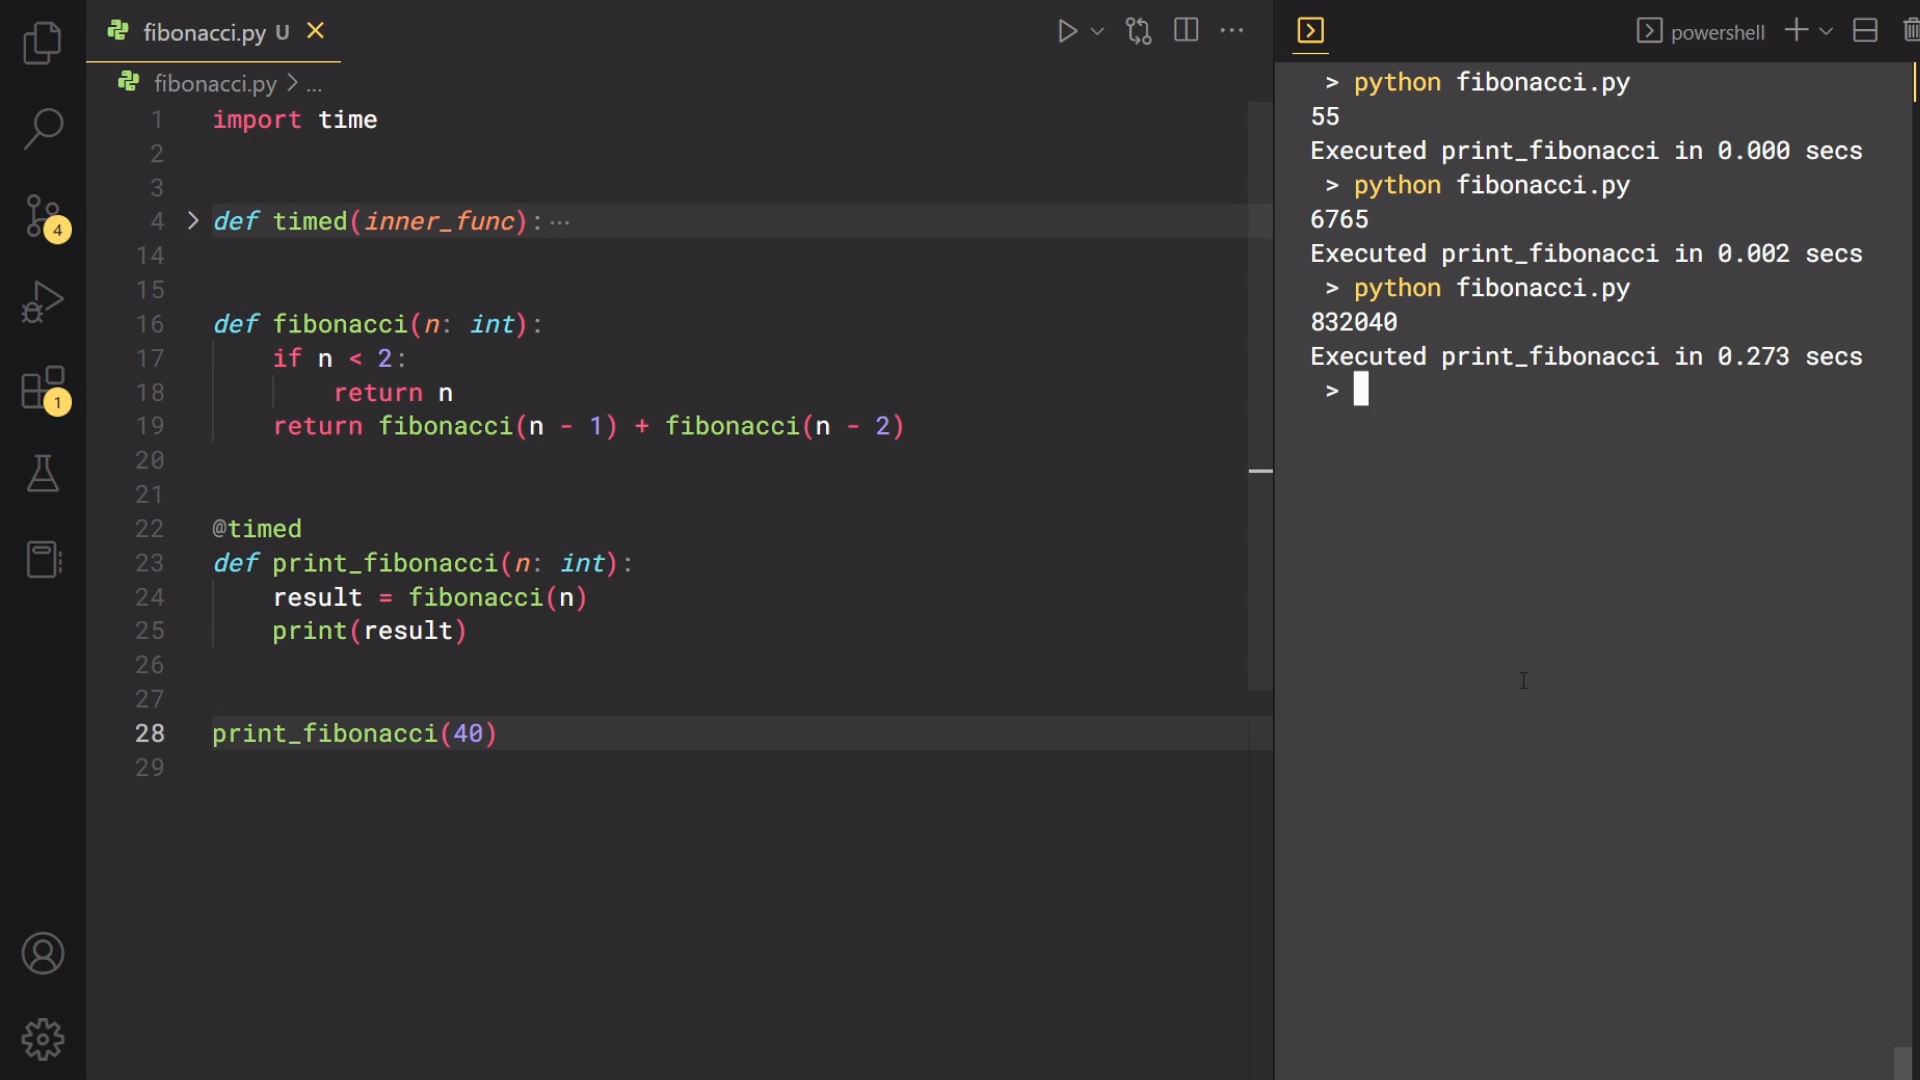 fibonacci.py U
fibonacci.py > ...
1 import time
2
3
4 > def timed(inner_func):···
14
15
16 def fibonacci(n: int):
17 if n < 2:
18 return n
19 return fibonacci(n - 1) + fibonacci(n - 2)
20
21
22 @timed
23 def print_fibonacci(n: int):
24 result = fibonacci(n)
25 print(result)
26
27
28 print_fibonacci(40)
29
4
1
powershell
> python fibonacci.py
55
Executed print_fibonacci in 0.000 secs
> python fibonacci.py
6765
Executed print_fibonacci in 0.002 secs
> python fibonacci.py
832040
Executed print_fibonacci in 0.273 secs
>